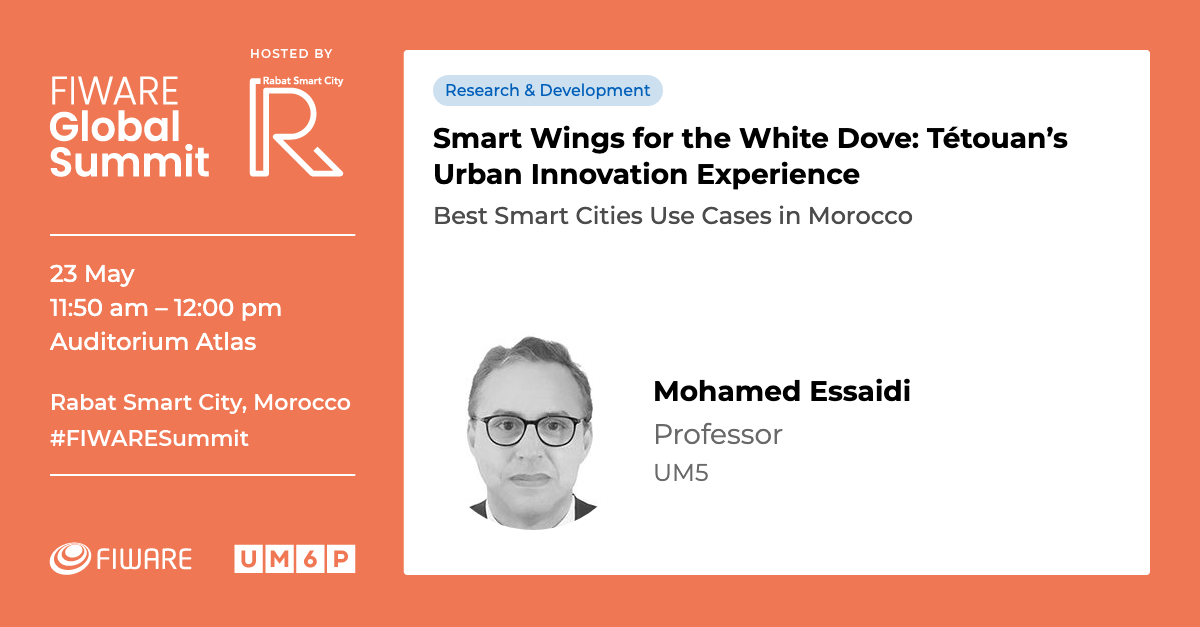 HOSTED BY
FIWARE
Global
Summit
Rabat Smart City
R
23 May
11:50 am – 12:00 pm
Auditorium Atlas
Rabat Smart City, Morocco
#FIWARESummit
FIWARE
UM6P
Research & Development
Smart Wings for the White Dove: Tétouan’s
Urban Innovation Experience
Best Smart Cities Use Cases in Morocco
Mohamed Essaidi
Professor
UM5